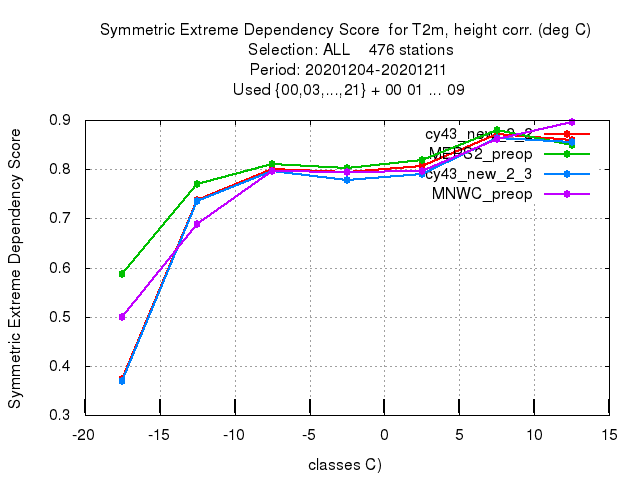 Symmetric Extreme Dependency Score  for T2m, height corr. (deg C)
Selection: ALL    476 stations
Period: 20201204-20201211
Used {00,03,...,21} + 00 01 ... 09
Symmetric Extreme Dependency Score
0.9
0.8
0.7
0.6
0.5
0.4
0.3
cy43_new_2_2
MEPS2_preop
cy43_new_2_3
MNWC_preop
-20 -15 -10 -5 0 5 10 15
classes C)